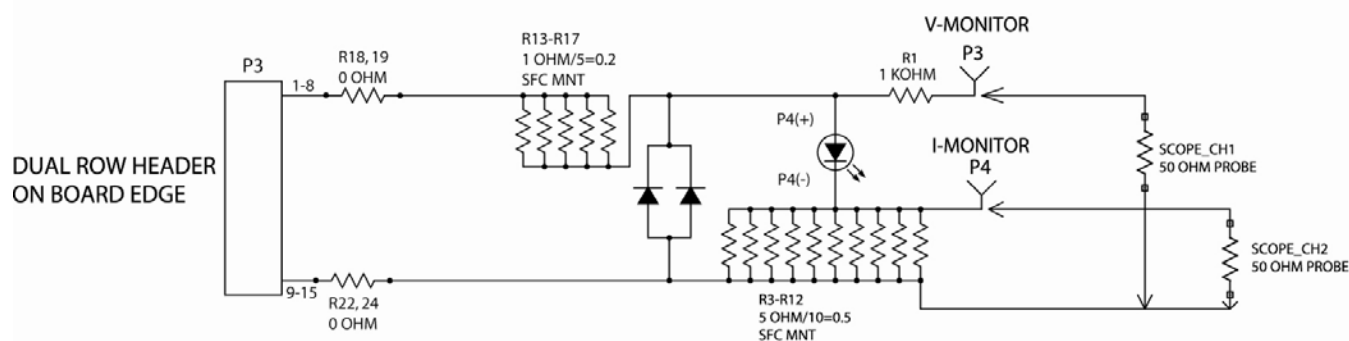 V-MONITOR
P3
R1
1 KOHM
R13-R17
1 OHM/5=0.2
SFC MNT
R18, 19
0 OHM
P3
1-8
DUAL ROW HEADER
ON BOARD EDGE
P4(+)
P4(-)
I-MONITOR
P4
SCOPE_CH1
50 OHM PROBE
SCOPE_CH2
50 OHM PROBE
9-15
R22, 24
0 OHM
R3-R12
5 OHM/10=0.5
SFC MNT